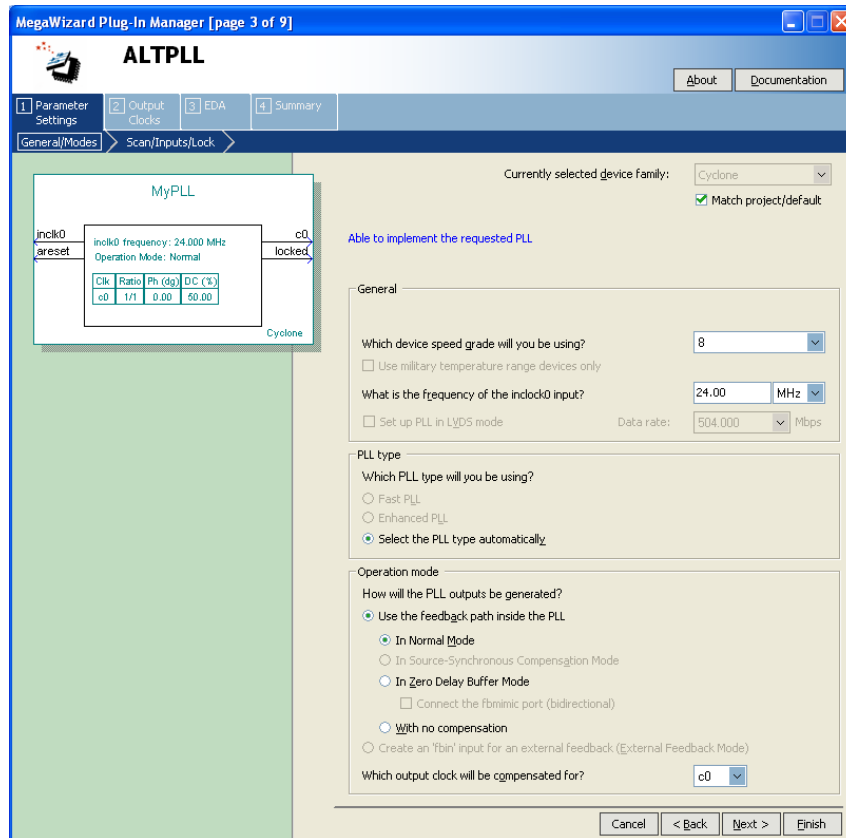 MegaWizard Plug-In Manager [page 3 of 9]
ALTPLL
About
Documentation
1 Parameter Settings
2 Output Clocks
3 EDA
4 Summary
General/Modes
Scan/Inputs/Lock
MyPLL
inclk0
areset
c0
locked
inclk0 frequency: 24.000 MHz
Operation Mode: Normal
Clk Ratio Ph (dg) DC (%)
c0 1/1 0.00 50.00
Cyclone
Currently selected device family:
Cyclone
Match project/default
Able to implement the requested PLL
General
Which device speed grade will you be using?
8
Use military temperature range devices only
What is the frequency of the inclock0 input?
24.00
MHz
Set up PLL in LVDS mode
Data rate:
504.000
Mbps
PLL type
Which PLL type will you be using?
Fast PLL
Enhanced PLL
Select the PLL type automatically
Operation mode
How will the PLL outputs be generated?
Use the feedback path inside the PLL
In Normal Mode
In Source-Synchronous Compensation Mode
In Zero Delay Buffer Mode
Connect the fbmimic port (bidirectional)
With no compensation
Create an 'fbin' input for an external feedback (External Feedback Mode)
Which output clock will be compensated for?
c0
Cancel
< Back
Next >
Finish